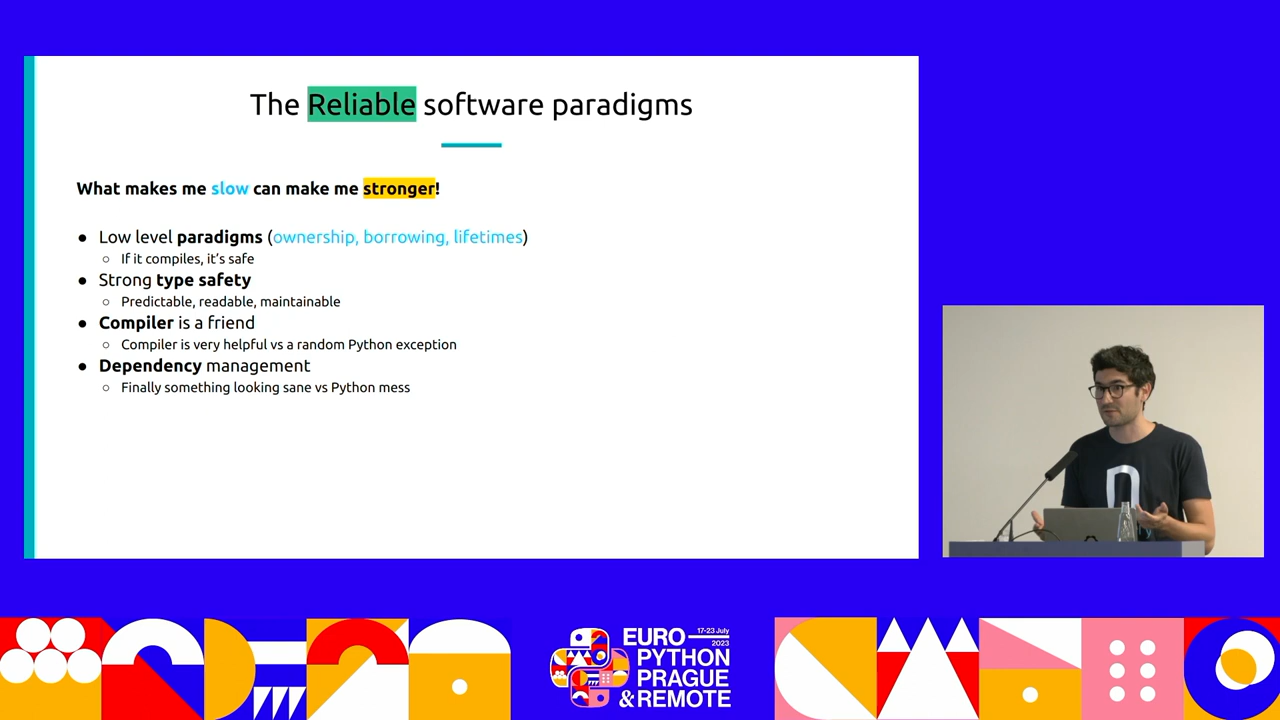 The Reliable software paradigms
What makes me slow can make me stronger!
● Low level paradigms (ownership, borrowing, lifetimes)
○ If it compiles, it’s safe
● Strong type safety
○ Predictable, readable, maintainable
● Compiler is a friend
○ Compiler is very helpful vs a random Python exception
● Dependency management
○ Finally something looking sane vs Python mess
EURO 17-23 July 2023
PYTHON
PRAGUE
& REMOTE